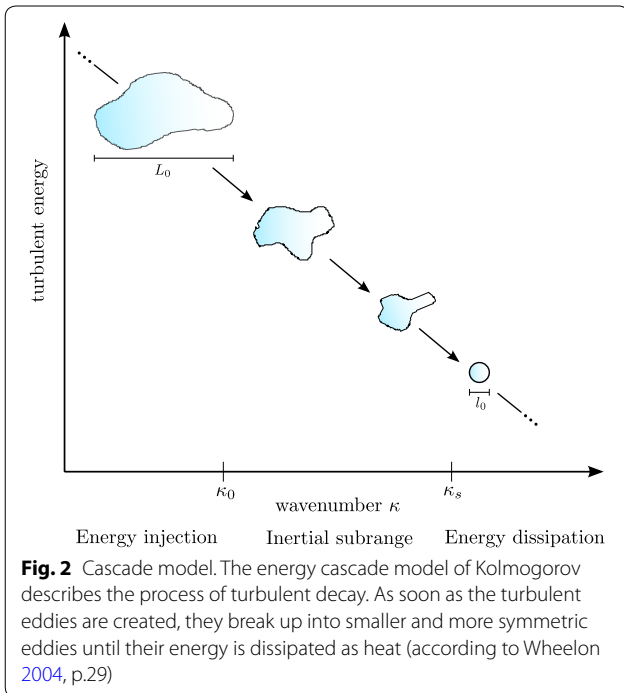 turbulent energy
L₀
l₀
κ₀
κₛ
wavenumber κ
Energy injection
Inertial subrange
Energy dissipation
Fig. 2 Cascade model. The energy cascade model of Kolmogorov
describes the process of turbulent decay. As soon as the turbulent
eddies are created, they break up into smaller and more symmetric
eddies until their energy is dissipated as heat (according to Wheelon
2004, p.29)